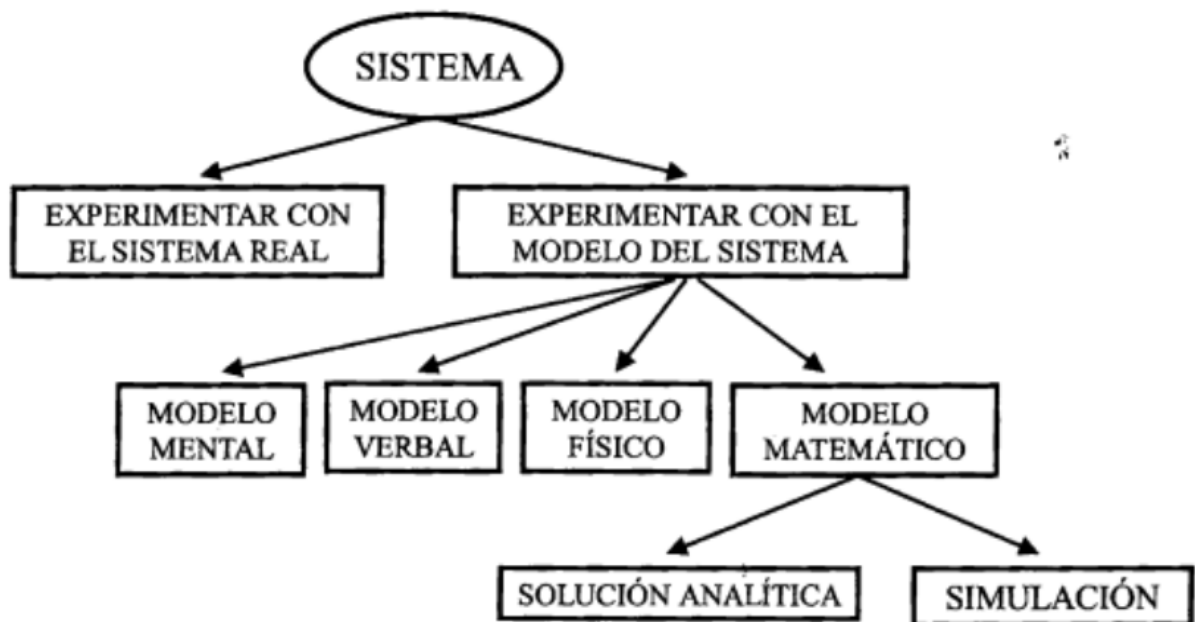 SISTEMA
EXPERIMENTAR CON
EL SISTEMA REAL
EXPERIMENTAR CON EL
MODELO DEL SISTEMA
MODELO
MENTAL
MODELO
VERBAL
MODELO
FÍSICO
MODELO
MATEMÁTICO
SOLUCIÓN ANALÍTICA
SIMULACIÓN